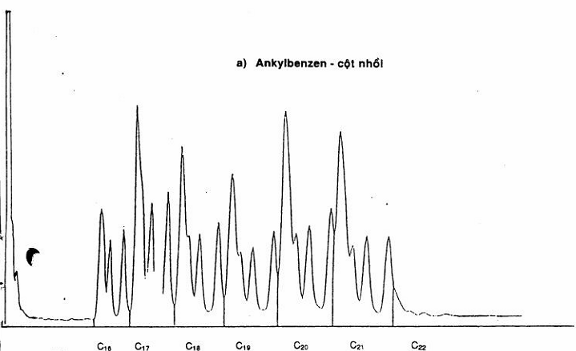 a) Ankylbenzen - cột nhồi
C16 C17 C18 C19 C20 C21 C22